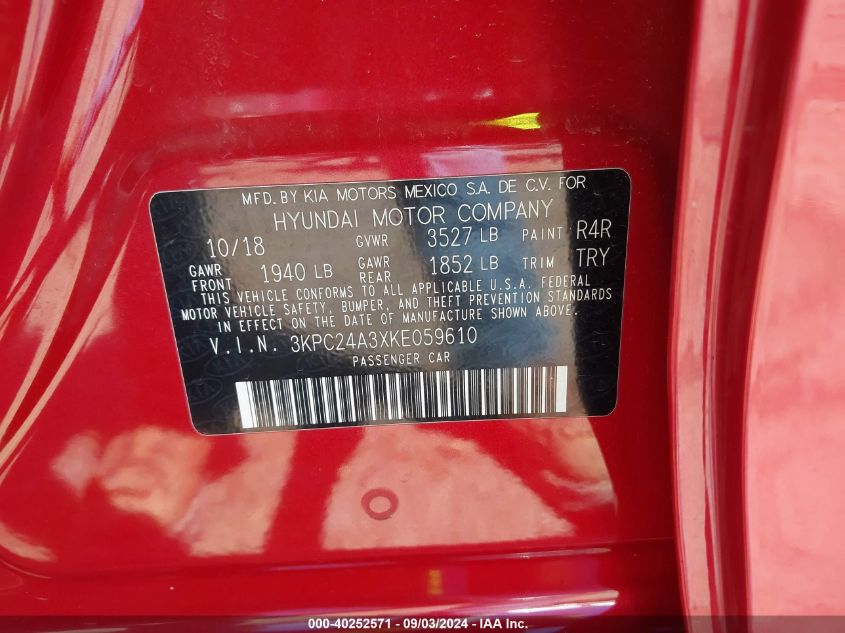 MFD. BY KIA MOTORS MEXICO S.A. DE C.V. FOR
HYUNDAI MOTOR COMPANY
10/18 GVWR 3527 LB PAINT R4R
GAWR FRONT 1940 LB GAWR REAR 1852 LB TRIM TRY
THIS VEHICLE CONFORMS TO ALL APPLICABLE U.S.A. FEDERAL
MOTOR VEHICLE SAFETY, BUMPER, AND THEFT PREVENTION STANDARDS
IN EFFECT ON THE DATE OF MANUFACTURE SHOWN ABOVE.
V.I.N. 3KPC24A3XKE059610
PASSENGER CAR
000-40252571 - 09/03/2024 - IAA Inc.